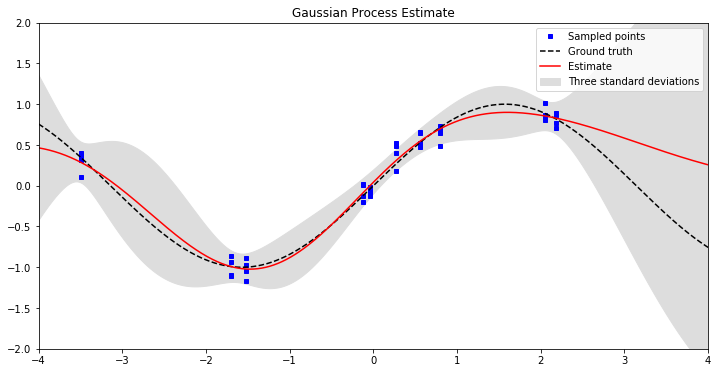 Gaussian Process Estimate
Sampled points
Ground truth
Estimate
Three standard deviations
2.0
1.5
1.0
0.5
0.0
−0.5
−1.0
−1.5
−2.0
−4 −3 −2 −1 0 1 2 3 4